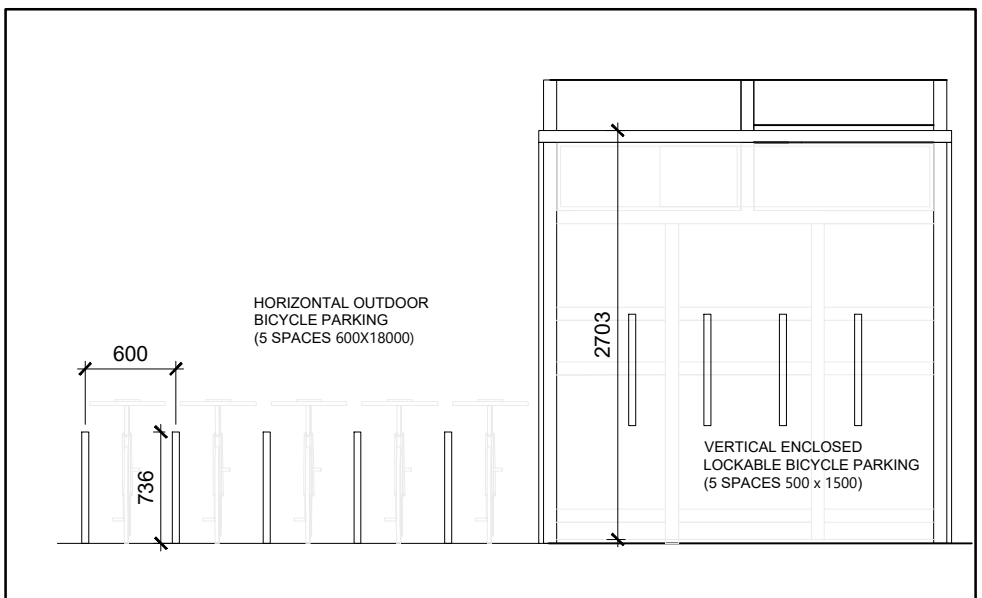 HORIZONTAL OUTDOOR
BICYCLE PARKING
(5 SPACES 600X18000)
600
736
2703
VERTICAL ENCLOSED
LOCKABLE BICYCLE PARKING
(5 SPACES 500 x 1500)